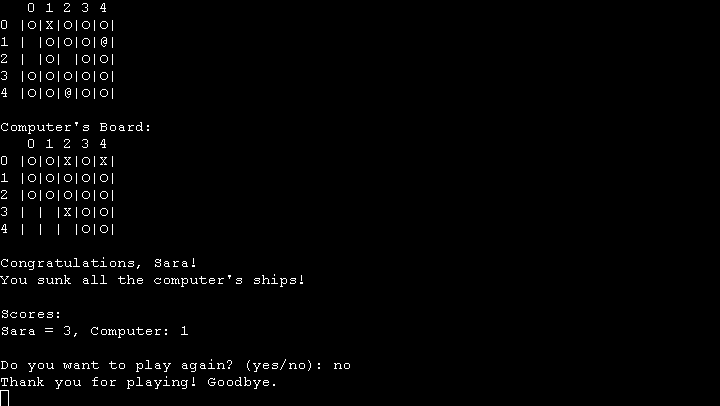 0 1 2 3 4
0 |O|X|O|O|O|
1 | |O|O|O|@|
2 | |O| |O|O|
3 |O|O|O|O|O|
4 |O|O|@|O|O|

Computer's Board:
   0 1 2 3 4
0 |O|O|X|O|X|
1 |O|O|O|O|O|
2 |O|O|O|O|O|
3 | | |X|O|O|
4 | | | |O|O|

Congratulations, Sara!
You sunk all the computer's ships!

Scores:
Sara = 3, Computer: 1

Do you want to play again? (yes/no): no
Thank you for playing! Goodbye.